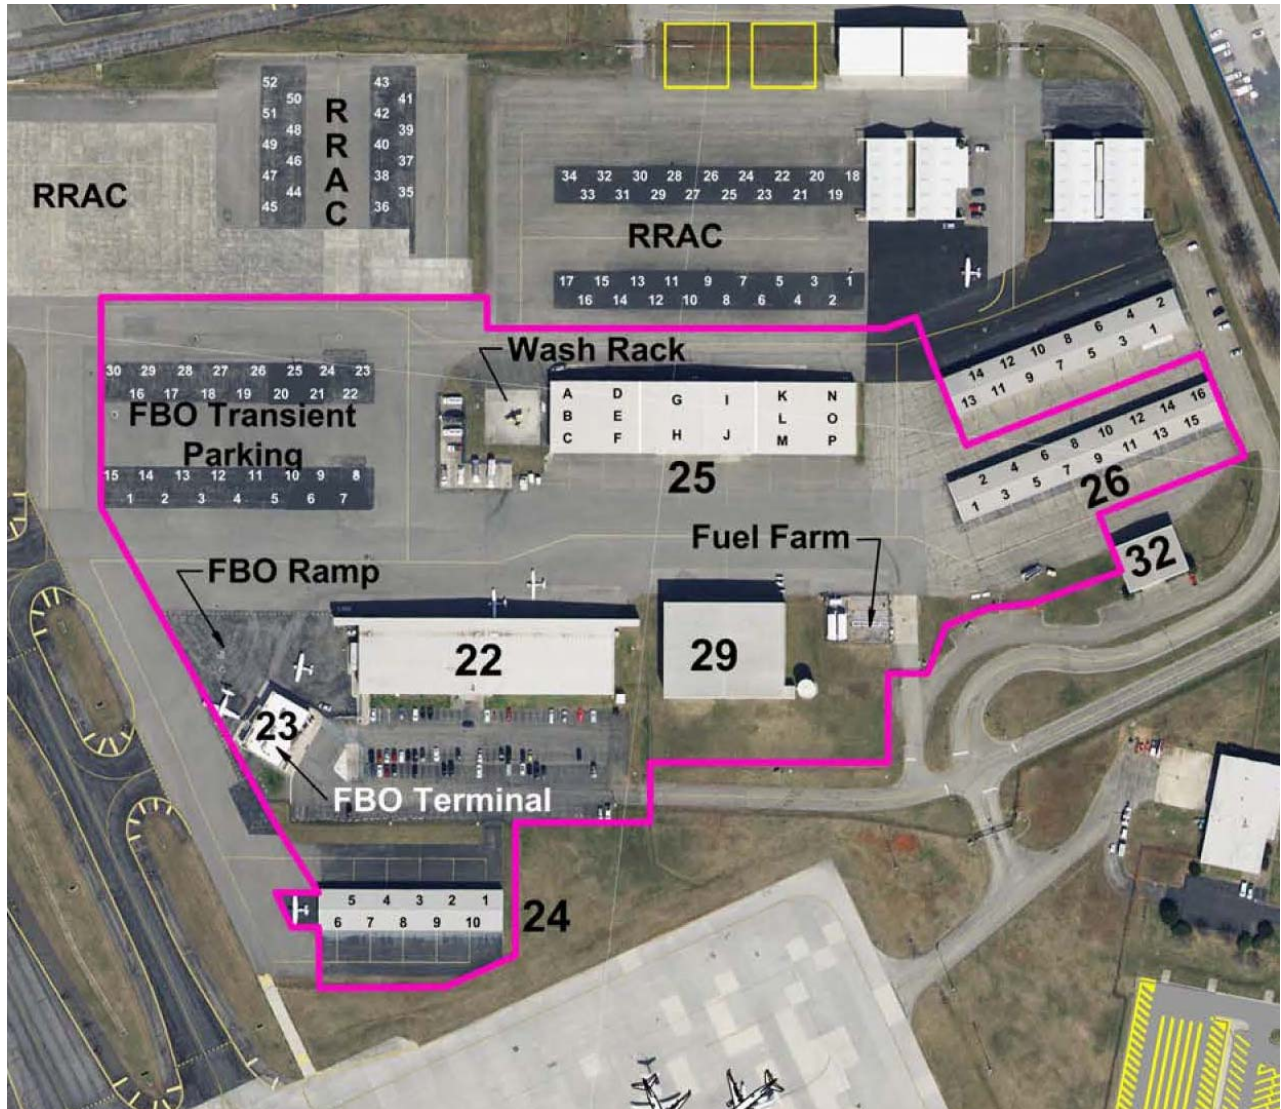 52
50
51
48
49
46
47
44
45
R
R
A
C
43
41
42
39
40
37
38
35
36
RRAC
34 32 30 28 26 24 22 20 18
33 31 29 27 25 23 21 19
RRAC
17 15 13 11 9 7 5 3 1
16 14 12 10 8 6 4 2
Wash Rack
30 29 28 27 26 25 24 23
16 17 18 19 20 21 22
FBO Transient
Parking
15 14 13 12 11 10 9 8
1 2 3 4 5 6 7
A D G I K N
B E L O
C F H J M P
25
14 12 10 8 6 4 2
13 11 9 7 5 3 1
2 4 6 8 10 12 14 16
1 3 5 7 9 11 13 15
26
32
Fuel Farm
FBO Ramp
22
29
23
FBO Terminal
5 4 3 2 1
6 7 8 9 10
24